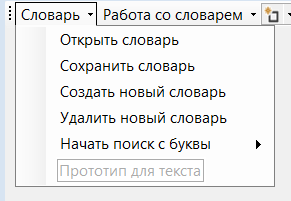 Словарь Работа со словарем
Открыть словарь
Сохранить словарь
Создать новый словарь
Удалить новый словарь
Начать поиск с буквы
Прототип для текста